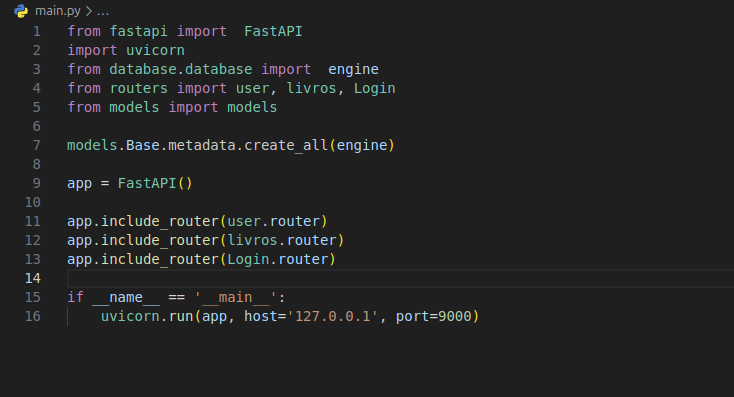 main.py > ...
1 from fastapi import  FastAPI
2 import uvicorn
3 from database.database import  engine
4 from routers import user, livros, Login
5 from models import models
6
7 models.Base.metadata.create_all(engine)
8
9 app = FastAPI()
10
11 app.include_router(user.router)
12 app.include_router(livros.router)
13 app.include_router(Login.router)
14
15 if __name__ == '__main__':
16     uvicorn.run(app, host='127.0.0.1', port=9000)